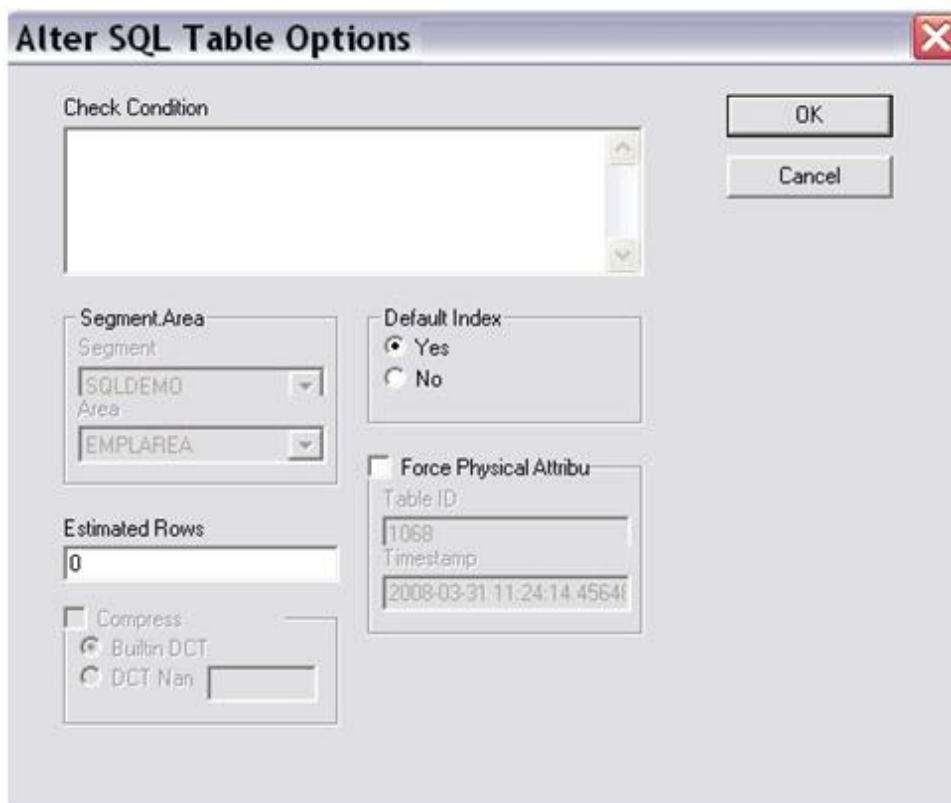 Alter SQL Table Options
Check Condition
OK
Cancel
Segment.Area
Segment
SQLDEMO
Area
EMPLAREA
Default Index
Yes
No
Force Physical Attribu
Table ID
1068
Timestamp
2008-03-31 11:24:14.45648
Estimated Rows
0
Compress
Builtin DCT
DCT Nan